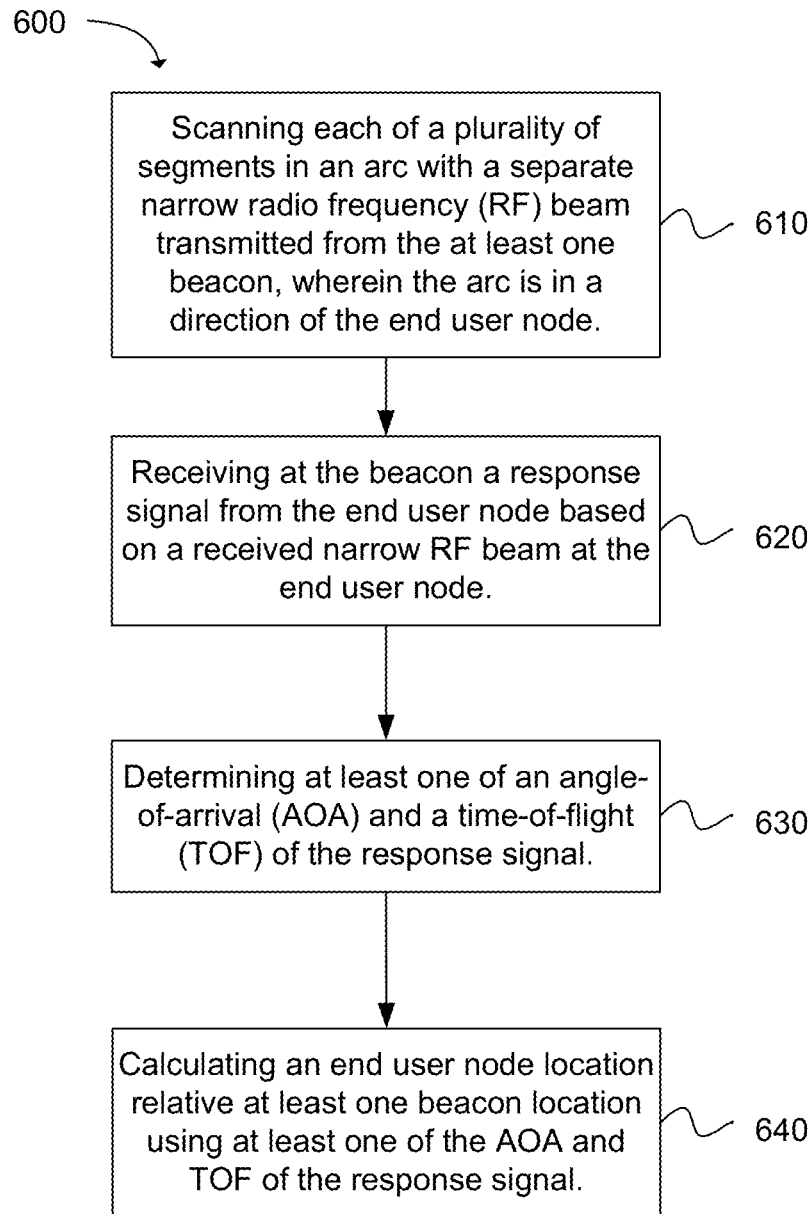 600
Scanning each of a plurality of
segments in an arc with a separate
narrow radio frequency (RF) beam
transmitted from the at least one
beacon, wherein the arc is in a
direction of the end user node.
610
Receiving at the beacon a response
signal from the end user node based
on a received narrow RF beam at the
end user node.
620
Determining at least one of an angle-
of-arrival (AOA) and a time-of-flight
(TOF) of the response signal.
630
Calculating an end user node location
relative at least one beacon location
using at least one of the AOA and
TOF of the response signal.
640